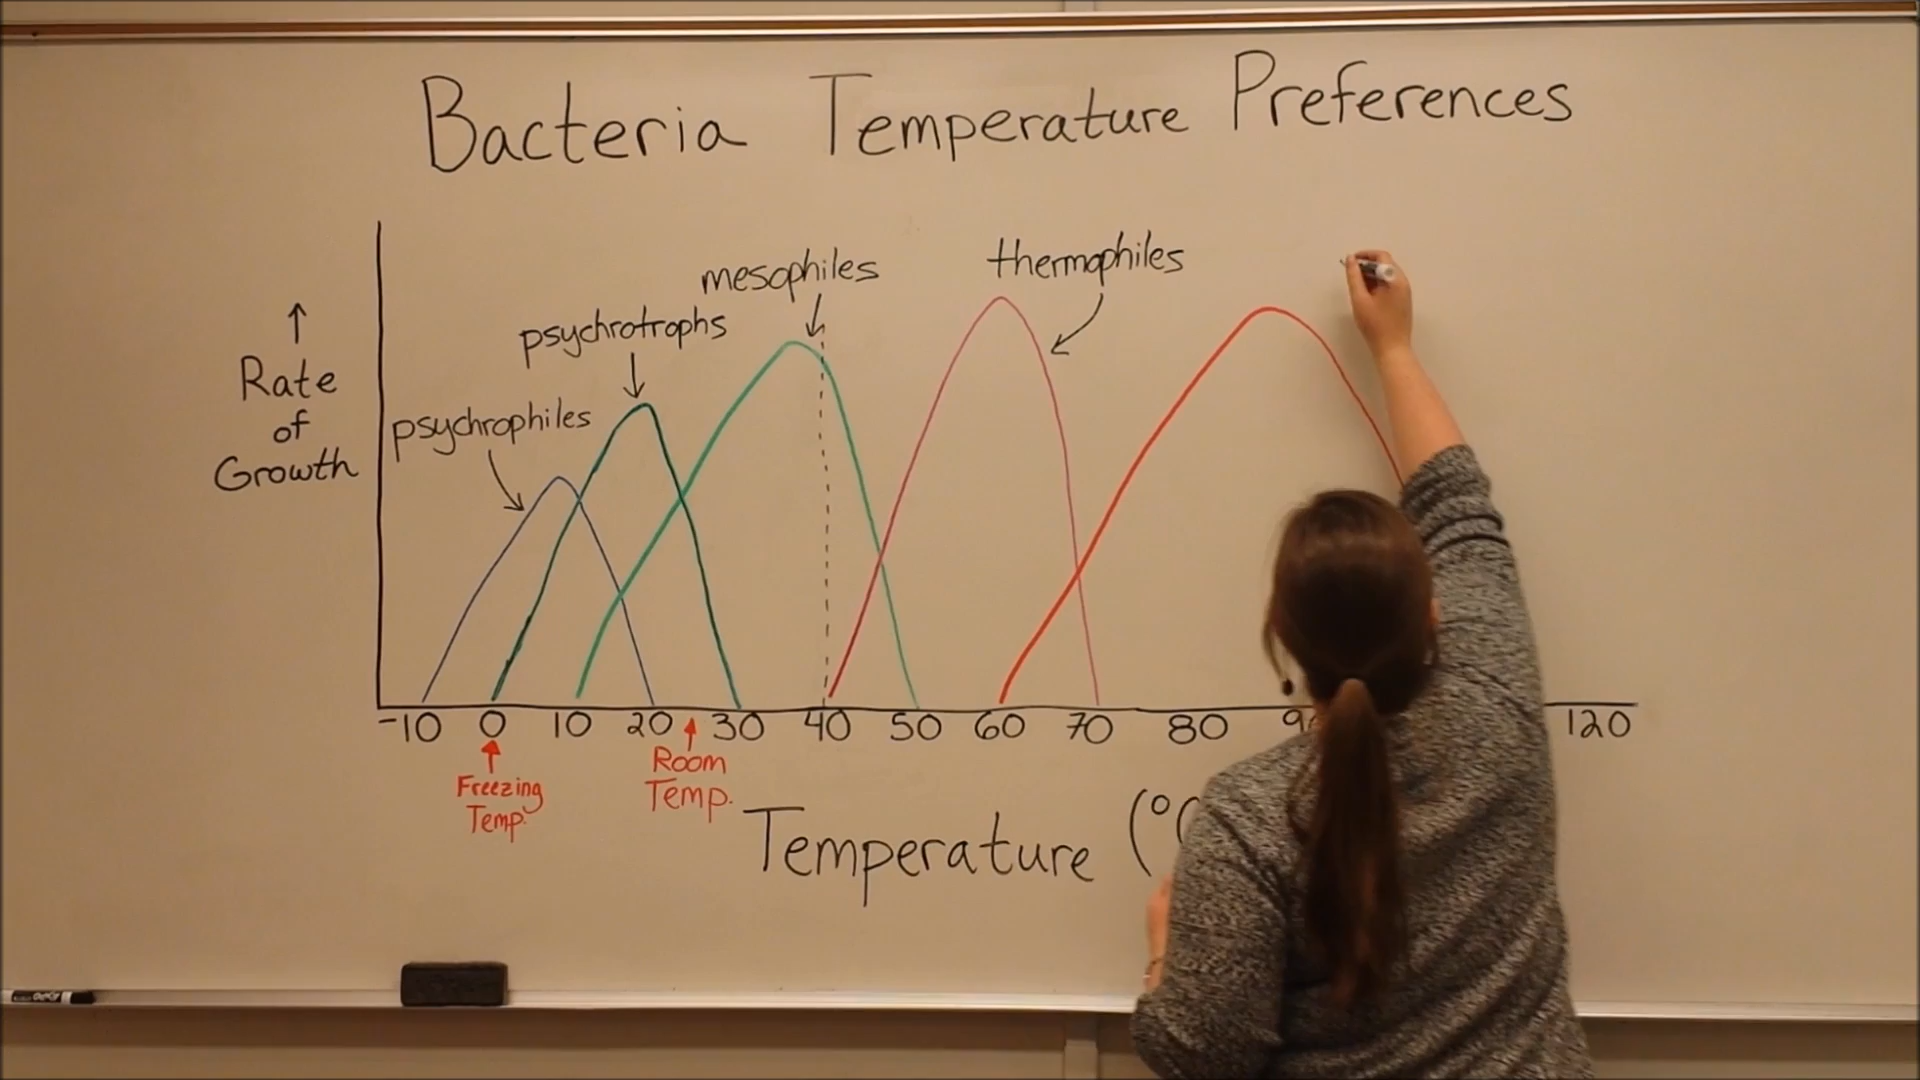 Bacteria Temperature Preferences
thermophiles
mesophiles
psychrotrophs
psychrophiles
↑
Rate
of
Growth
-10 0 10 20 30 40 50 60 70 80 120
↑ Freezing
Temp.
↑ Room
Temp.
Temperature (°
EXPO